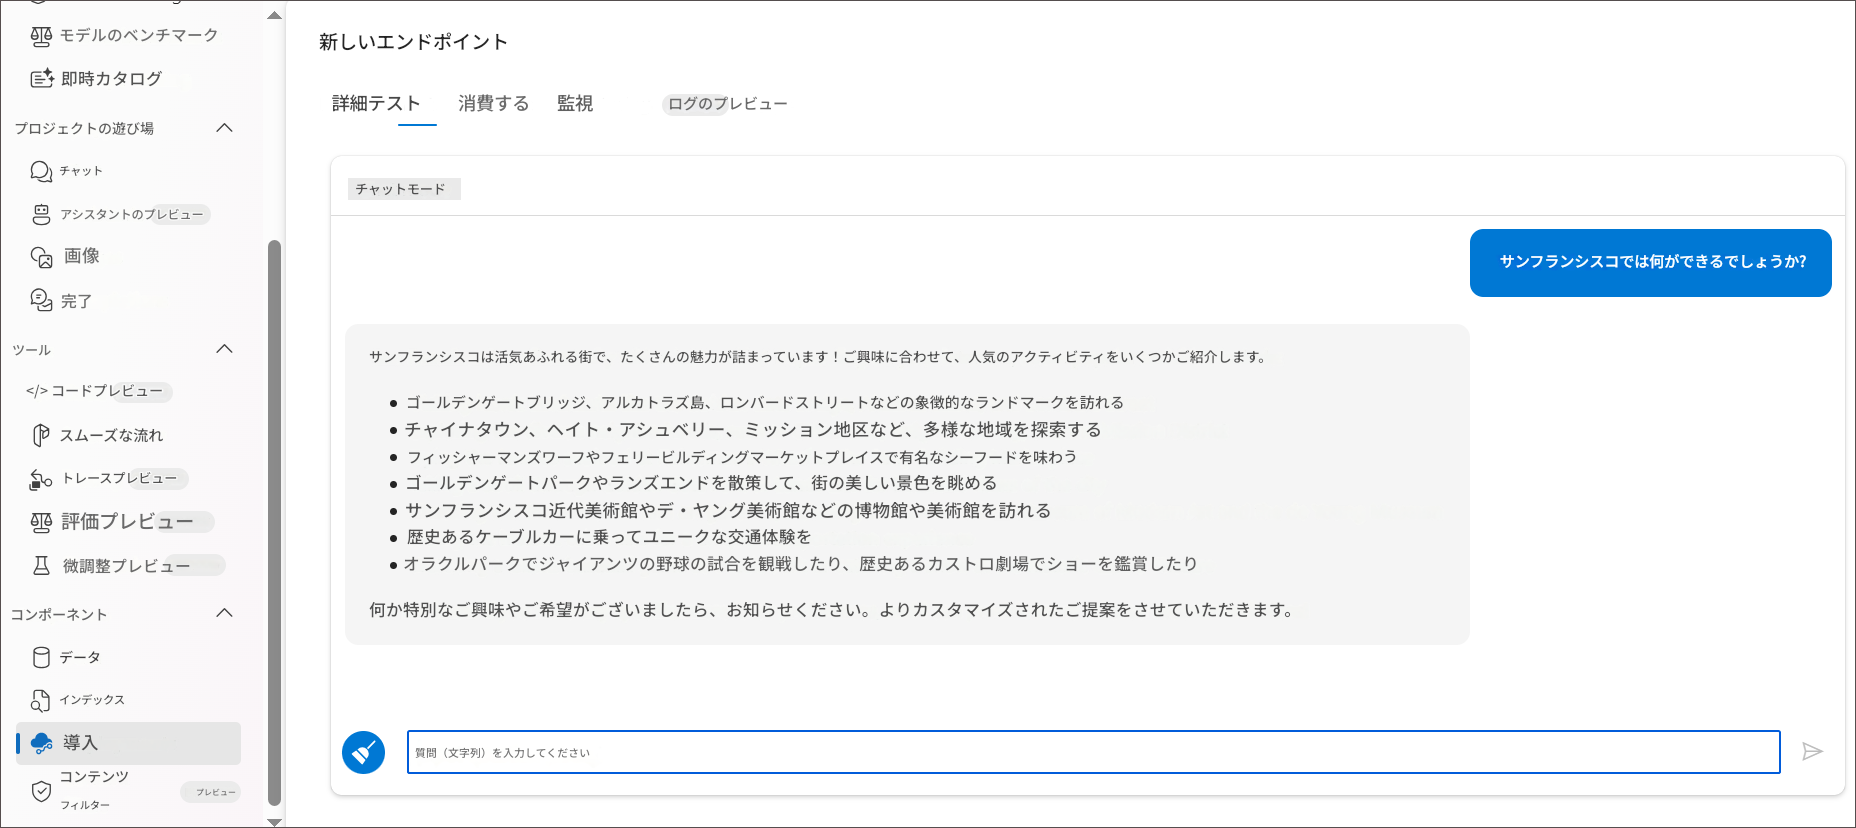 モデルのベンチマーク
即時カタログ
プロジェクトの遊び場
チャット
アシスタントのプレビュー
画像
完了
ツール
</> コードプレビュー
スムーズな流れ
トレースプレビュー
評価プレビュー
微調整プレビュー
コンポーネント
データ
インデックス
導入
コンテンツ
フィルター
プレビュー
新しいエンドポイント
詳細テスト 消費する 監視 ログのプレビュー
チャットモード
サンフランシスコでは何ができるでしょうか?
サンフランシスコは活気あふれる街で、たくさんの魅力が詰まっています！ご興味に合わせて、人気のアクティビティをいくつかご紹介します。
• ゴールデンゲートブリッジ、アルカトラズ島、ロンバードストリートなどの象徴的なランドマークを訪れる
• チャイナタウン、ヘイト・アシュベリー、ミッション地区など、多様な地域を探索する
• フィッシャーマンズワーフやフェリービルディングマーケットプレイスで有名なシーフードを味わう
• ゴールデンゲートパークやランズエンドを散策して、街の美しい景色を眺める
• サンフランシスコ近代美術館やデ・ヤング美術館などの博物館や美術館を訪れる
• 歴史あるケーブルカーに乗ってユニークな交通体験を
• オラクルパークでジャイアンツの野球の試合を観戦したり、歴史あるカストロ劇場でショーを鑑賞したり
何か特別なご興味やご希望がございましたら、お知らせください。よりカスタマイズされたご提案をさせていただきます。
質問（文字列）を入力してください